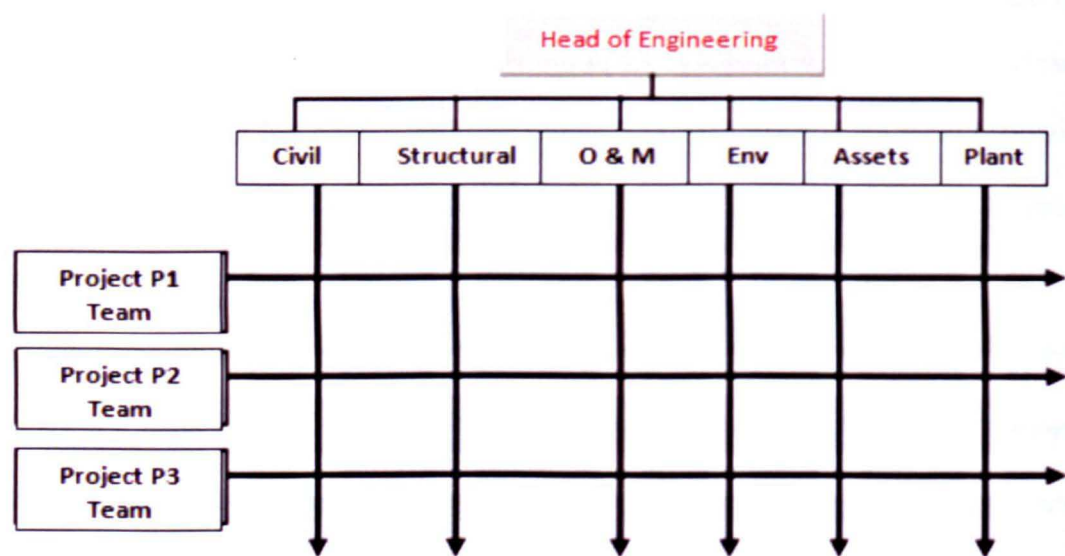 Head of Engineering
Civil
Structural
O & M
Env
Assets
Plant
Project P1
Team
Project P2
Team
Project P3
Team